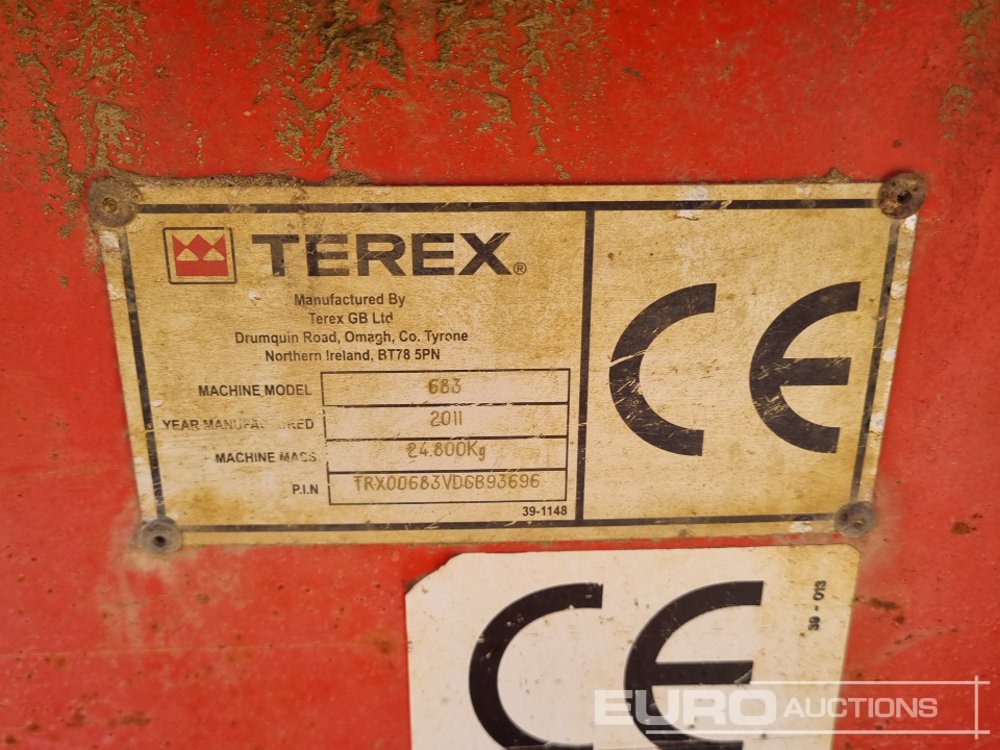 TEREX®
Manufactured By
Terex GB Ltd
Drumquin Road, Omagh, Co. Tyrone
Northern Ireland, BT78 5PN
MACHINE MODEL 683
YEAR MANUFACTURED 2011
MACHINE MASS 24.800Kg
P.I.N TRX00683VDGB93696
39-1148
CE
CE
39 - 013
EURO AUCTIONS